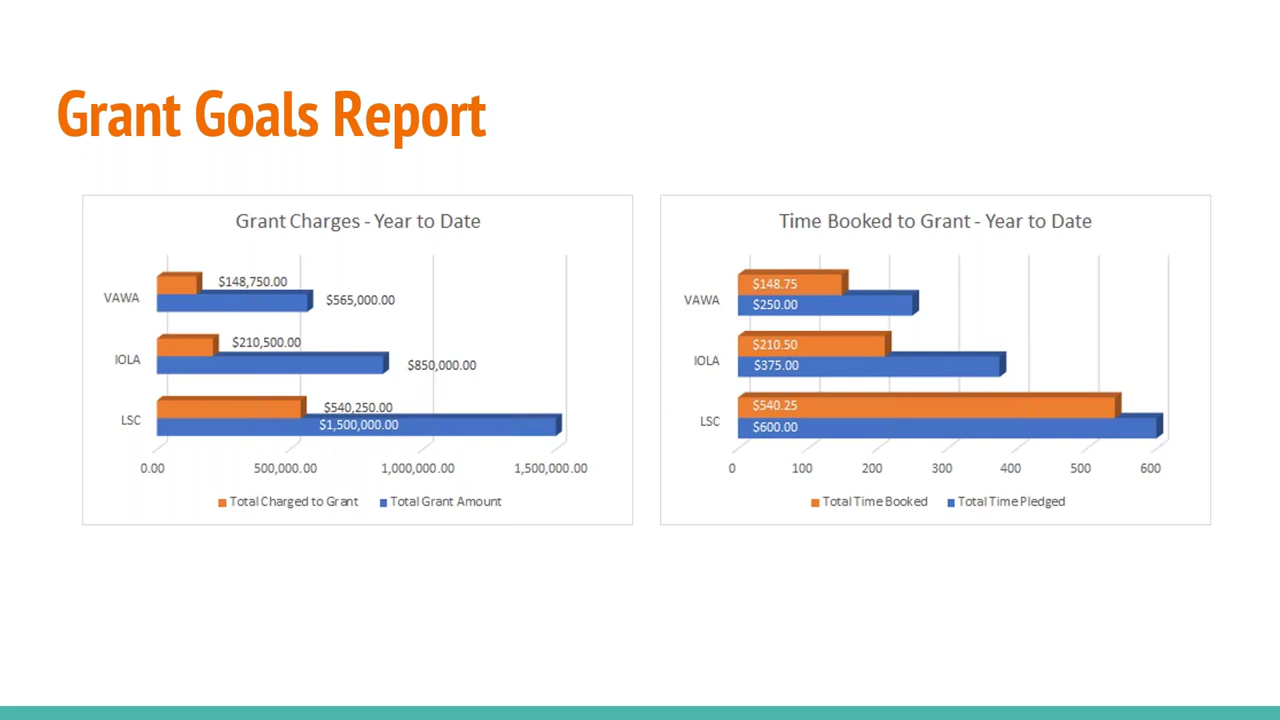 Grant Goals Report
Grant Charges - Year to Date
VAWA
$148,750.00
$565,000.00
IOLA
$210,500.00
$850,000.00
LSC
$540,250.00
$1,500,000.00
0.00 500,000.00 1,000,000.00 1,500,000.00
Total Charged to Grant Total Grant Amount
Time Booked to Grant - Year to Date
VAWA
$148.75
$250.00
IOLA
$210.50
$375.00
LSC
$540.25
$600.00
0 100 200 300 400 500 600
Total Time Booked Total Time Pledged